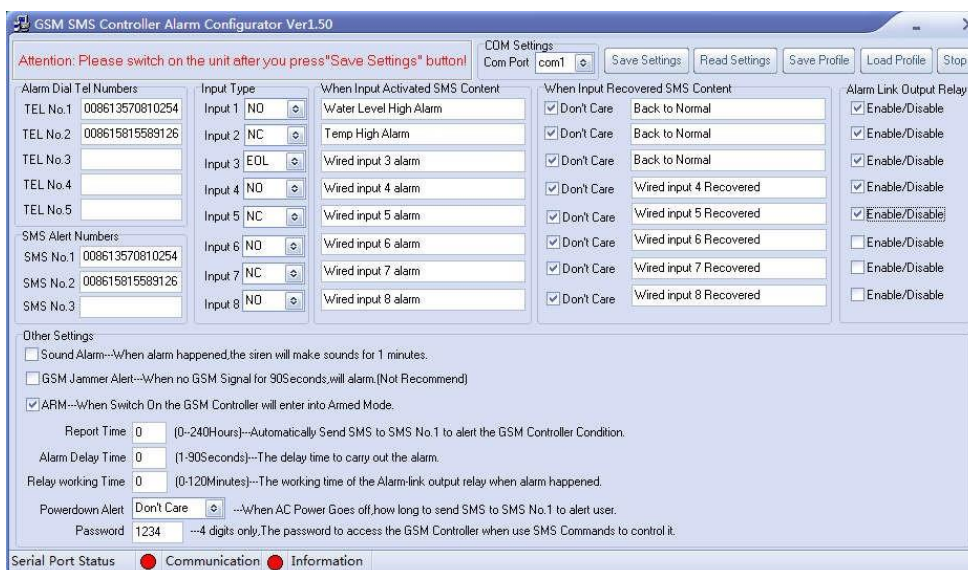 GSM SMS Controller Alarm Configurator Ver1.50
Attention: Please switch on the unit after you press"Save Settings" button!
COM Settings
Com Port com1
Save Settings
Read Settings
Save Profile
Load Profile
Stop
Alarm Dial Tel Numbers
TEL No.1 008613570810254
TEL No.2 008615815589126
TEL No.3
TEL No.4
TEL No.5
SMS Alert Numbers
SMS No.1 008613570810254
SMS No.2 008615815589126
SMS No.3
Input Type
Input 1 NO
Input 2 NC
Input 3 EOL
Input 4 NO
Input 5 NC
Input 6 NO
Input 7 NC
Input 8 NO
When Input Activated SMS Content
Water Level High Alarm
Temp High Alarm
Wired input 3 alarm
Wired input 4 alarm
Wired input 5 alarm
Wired input 6 alarm
Wired input 7 alarm
Wired input 8 alarm
When Input Recovered SMS Content
Don't Care Back to Normal
Don't Care Back to Normal
Don't Care Back to Normal
Don't Care Wired input 4 Recovered
Don't Care Wired input 5 Recovered
Don't Care Wired input 6 Recovered
Don't Care Wired input 7 Recovered
Don't Care Wired input 8 Recovered
Alarm Link Output Relay
Enable/Disable
Enable/Disable
Enable/Disable
Enable/Disable
Enable/Disable
Enable/Disable
Enable/Disable
Enable/Disable
Other Settings
Sound Alarm---When alarm happened,the siren will make sounds for 1 minutes.
GSM Jammer Alert---When no GSM Signal for 90Seconds,will alarm.(Not Recommend)
ARM---When Switch On the GSM Controller will enter into Armed Mode.
Report Time 0 (0--240Hours)---Automatically Send SMS to SMS No.1 to alert the GSM Controller Condition.
Alarm Delay Time 0 (1-90Seconds)---The delay time to carry out the alarm.
Relay working Time 0 (0-120Minutes)---The working time of the Alarm-link output relay when alarm happened.
Powerdown Alert Don't Care ---When AC Power Goes off,how long to send SMS to SMS No.1 to alert user.
Password 1234 ---4 digits only,The password to access the GSM Controller when use SMS Commands to control it.
Serial Port Status Communication Information